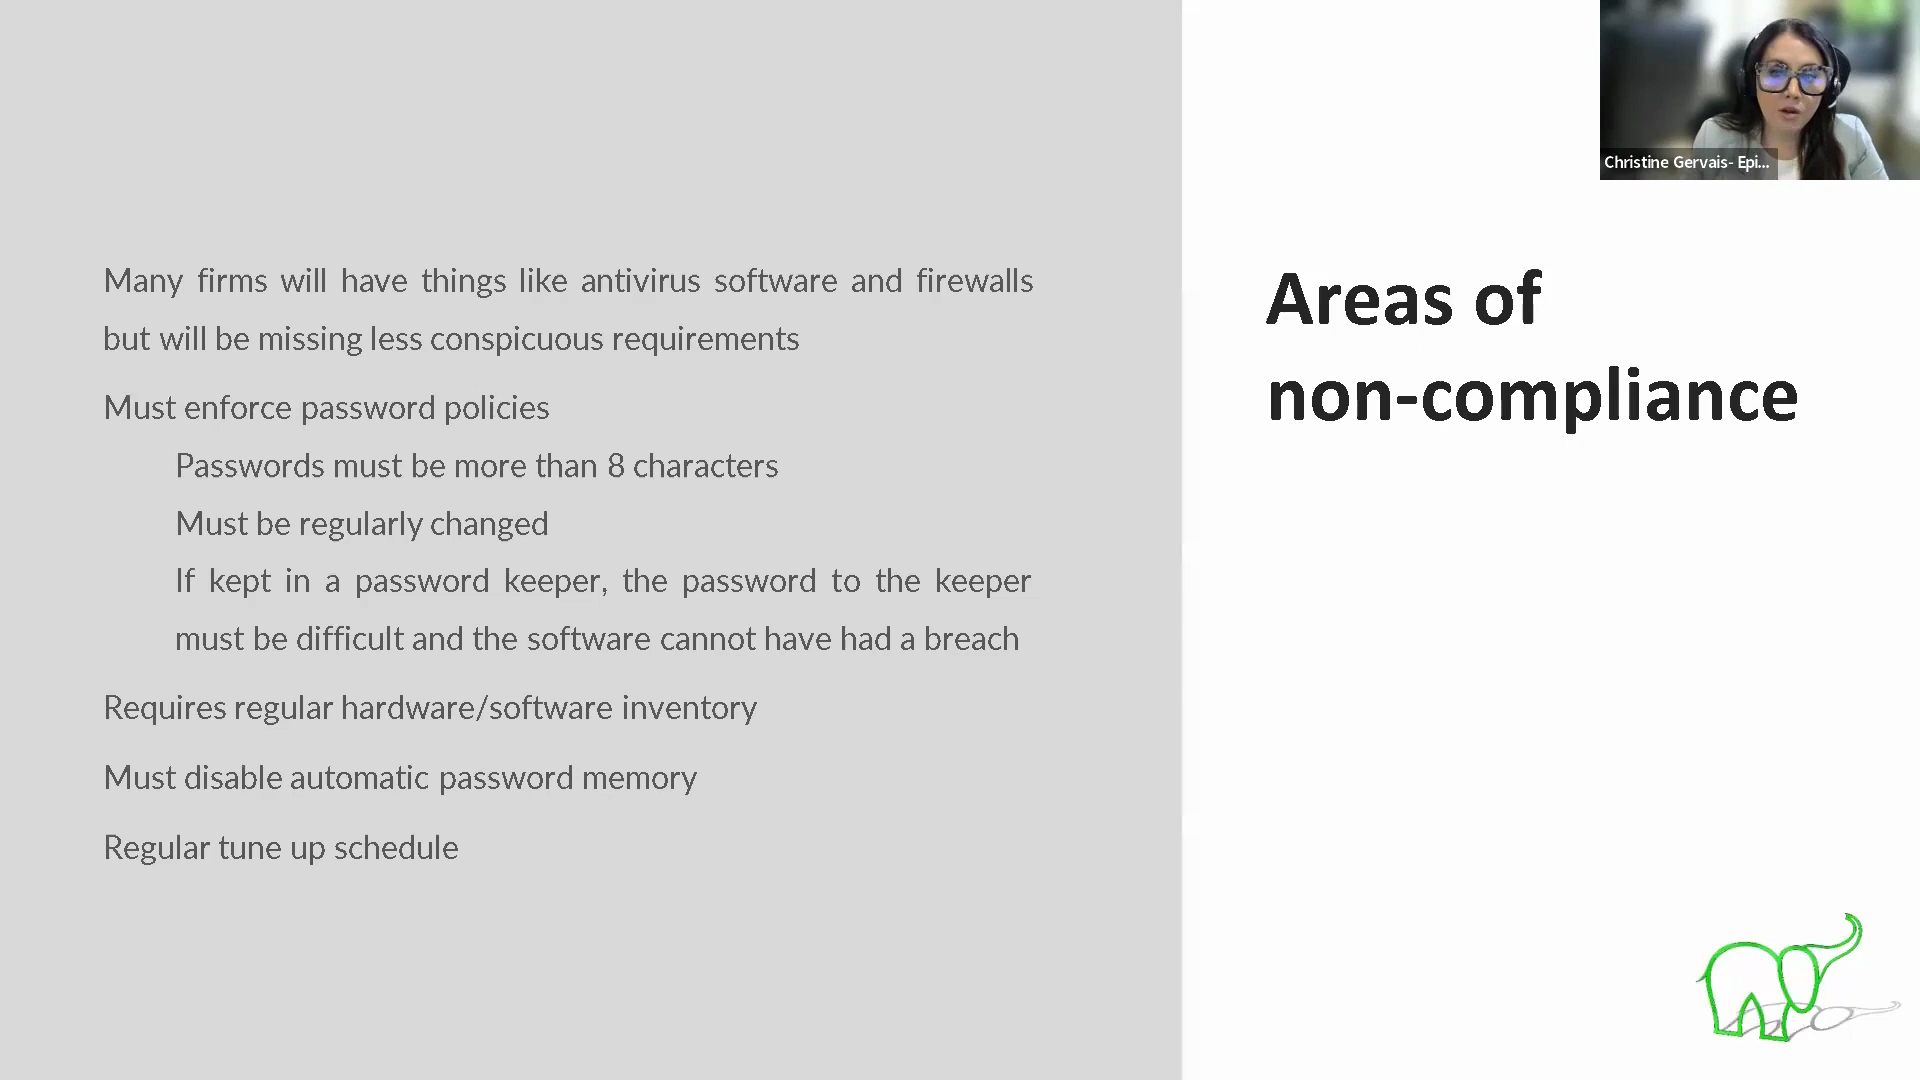 Many firms will have things like antivirus software and firewalls
but will be missing less conspicuous requirements
Must enforce password policies
Passwords must be more than 8 characters
Must be regularly changed
If kept in a password keeper, the password to the keeper
must be difficult and the software cannot have had a breach
Requires regular hardware/software inventory
Must disable automatic password memory
Regular tune up schedule
Areas of
non-compliance
Christine Gervais- Epi...